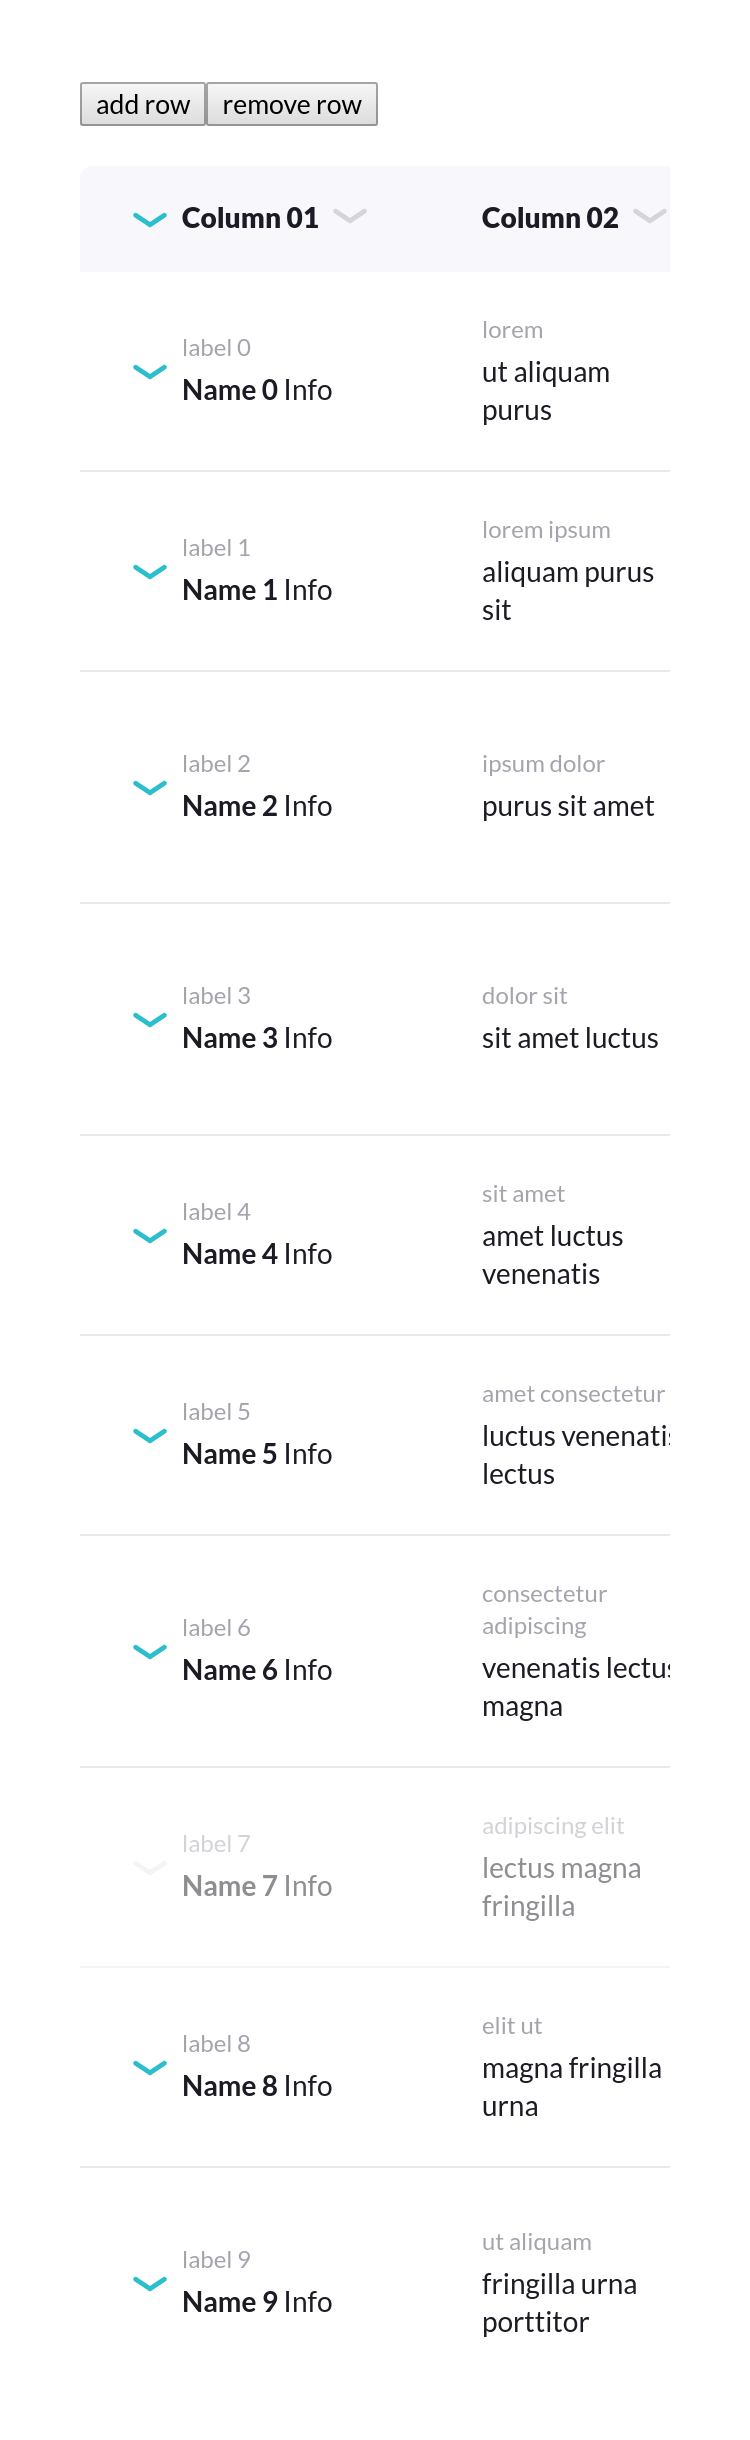 add row remove row
Column 01 Column 02
label 0
Name 0 Info
lorem
ut aliquam
purus
label 1
Name 1 Info
lorem ipsum
aliquam purus
sit
label 2
Name 2 Info
ipsum dolor
purus sit amet
label 3
Name 3 Info
dolor sit
sit amet luctus
label 4
Name 4 Info
sit amet
amet luctus
venenatis
label 5
Name 5 Info
amet consectetur
luctus venenatis
lectus
label 6
Name 6 Info
consectetur
adipiscing
venenatis lectus
magna
label 7
Name 7 Info
adipiscing elit
lectus magna
fringilla
label 8
Name 8 Info
elit ut
magna fringilla
urna
label 9
Name 9 Info
ut aliquam
fringilla urna
porttitor